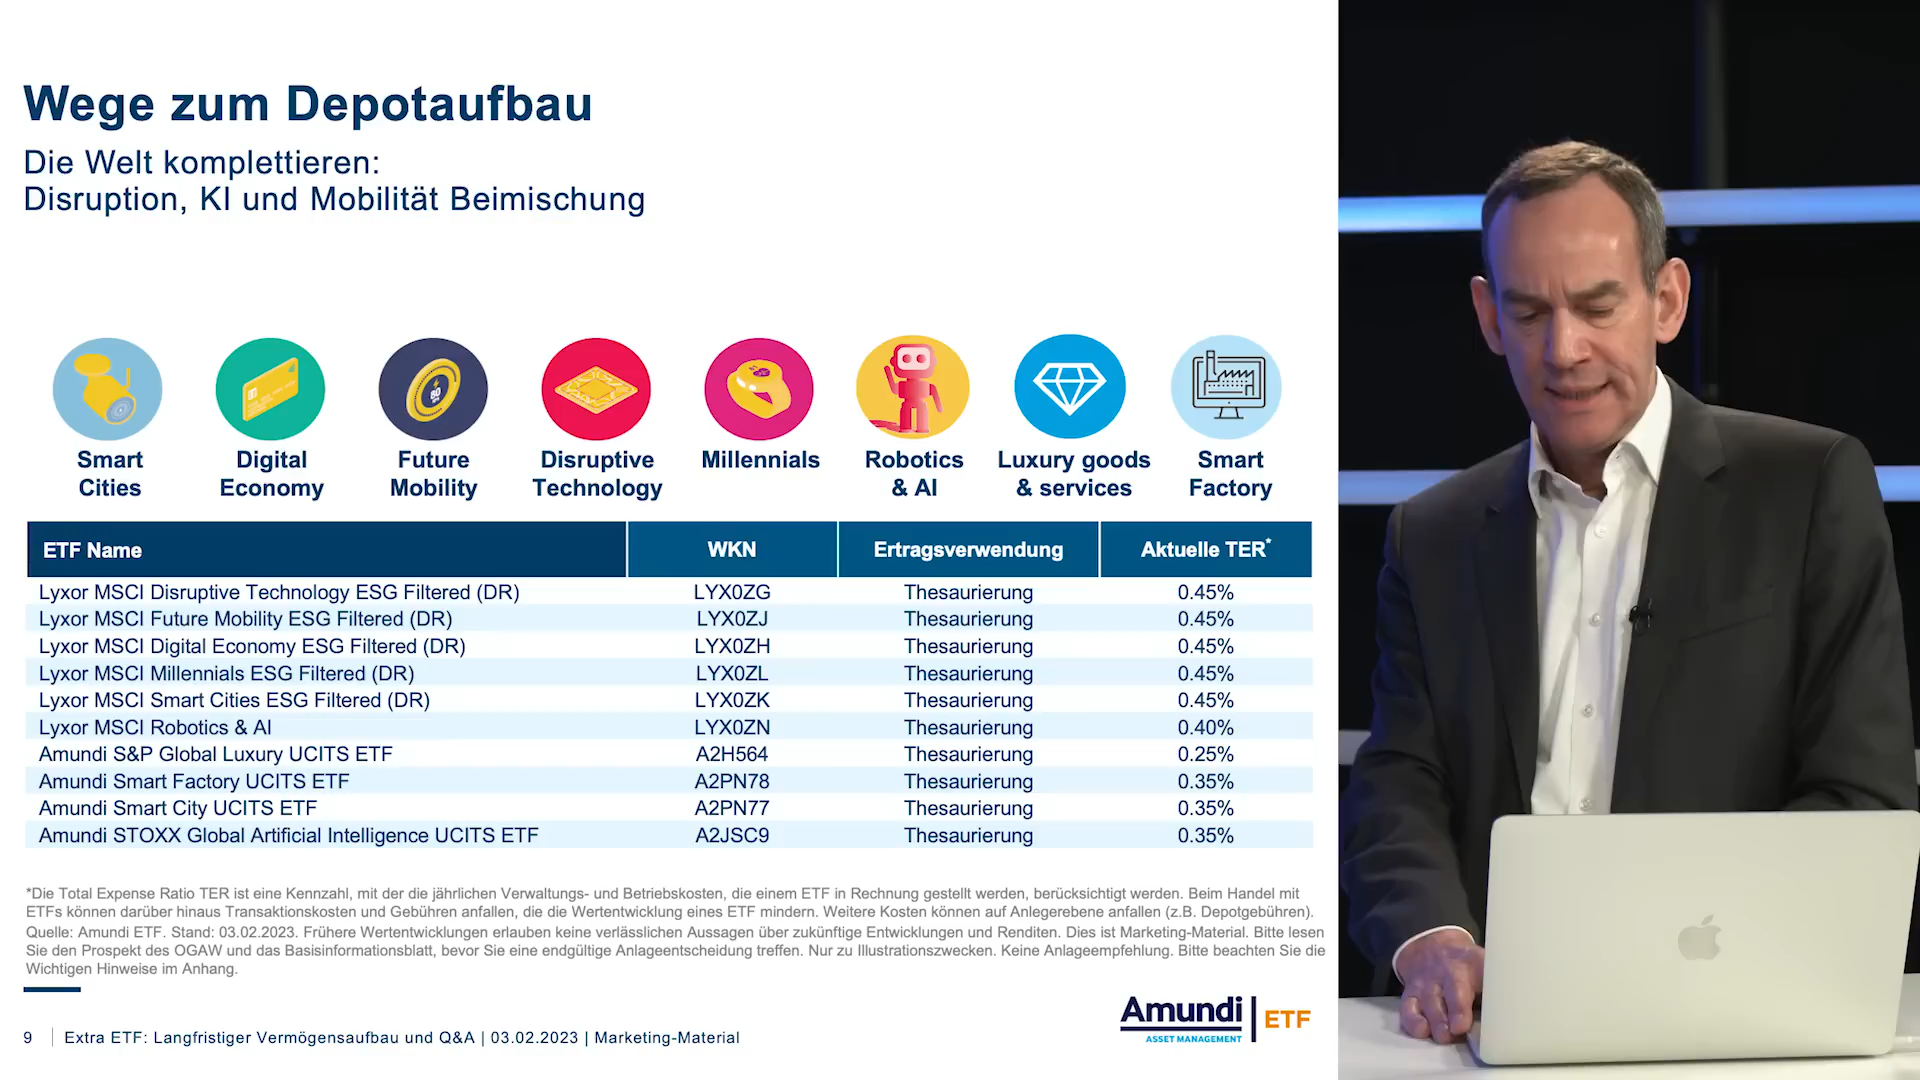 Wege zum Depotaufbau
Die Welt komplettieren:
Disruption, KI und Mobilität Beimischung
Smart
Cities
Digital
Economy
Future
Mobility
Disruptive
Technology
Millennials
Robotics
& AI
Luxury goods
& services
Smart
Factory
ETF Name WKN Ertragsverwendung Aktuelle TER*
Lyxor MSCI Disruptive Technology ESG Filtered (DR) LYX0ZG Thesaurierung 0.45%
Lyxor MSCI Future Mobility ESG Filtered (DR) LYX0ZJ Thesaurierung 0.45%
Lyxor MSCI Digital Economy ESG Filtered (DR) LYX0ZH Thesaurierung 0.45%
Lyxor MSCI Millennials ESG Filtered (DR) LYX0ZL Thesaurierung 0.45%
Lyxor MSCI Smart Cities ESG Filtered (DR) LYX0ZK Thesaurierung 0.45%
Lyxor MSCI Robotics & AI LYX0ZN Thesaurierung 0.40%
Amundi S&P Global Luxury UCITS ETF A2H564 Thesaurierung 0.25%
Amundi Smart Factory UCITS ETF A2PN78 Thesaurierung 0.35%
Amundi Smart City UCITS ETF A2PN77 Thesaurierung 0.35%
Amundi STOXX Global Artificial Intelligence UCITS ETF A2JSC9 Thesaurierung 0.35%
*Die Total Expense Ratio TER ist eine Kennzahl, mit der die jährlichen Verwaltungs- und Betriebskosten, die einem ETF in Rechnung gestellt werden, berücksichtigt werden. Beim Handel mit
ETFs können darüber hinaus Transaktionskosten und Gebühren anfallen, die die Wertentwicklung eines ETF mindern. Weitere Kosten können auf Anlegerebene anfallen (z.B. Depotgebühren).
Quelle: Amundi ETF. Stand: 03.02.2023. Frühere Wertentwicklungen erlauben keine verlässlichen Aussagen über zukünftige Entwicklungen und Renditen. Dies ist Marketing-Material. Bitte lesen
Sie den Prospekt des OGAW und das Basisinformationsblatt, bevor Sie eine endgültige Anlageentscheidung treffen. Nur zu Illustrationszwecken. Keine Anlageempfehlung. Bitte beachten Sie die
Wichtigen Hinweise im Anhang.
9 Extra ETF: Langfristiger Vermögensaufbau und Q&A | 03.02.2023 | Marketing-Material
Amundi
ASSET MANAGEMENT
ETF